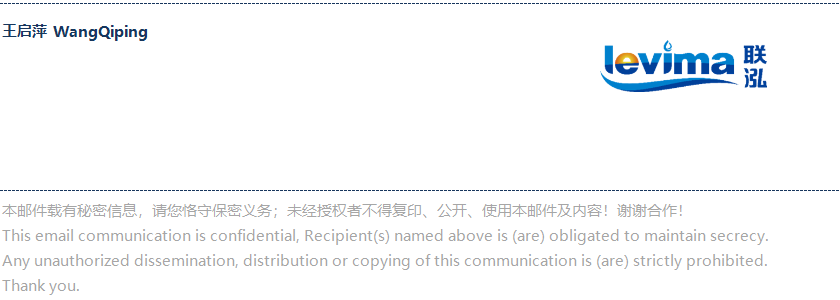 王启萍 WangQiping
levima 联泓
本邮件载有秘密信息，请您恪守保密义务；未经授权者不得复印、公开、使用本邮件及内容！谢谢合作！
This email communication is confidential, Recipient(s) named above is (are) obligated to maintain secrecy.
Any unauthorized dissemination, distribution or copying of this communication is (are) strictly prohibited.
Thank you.